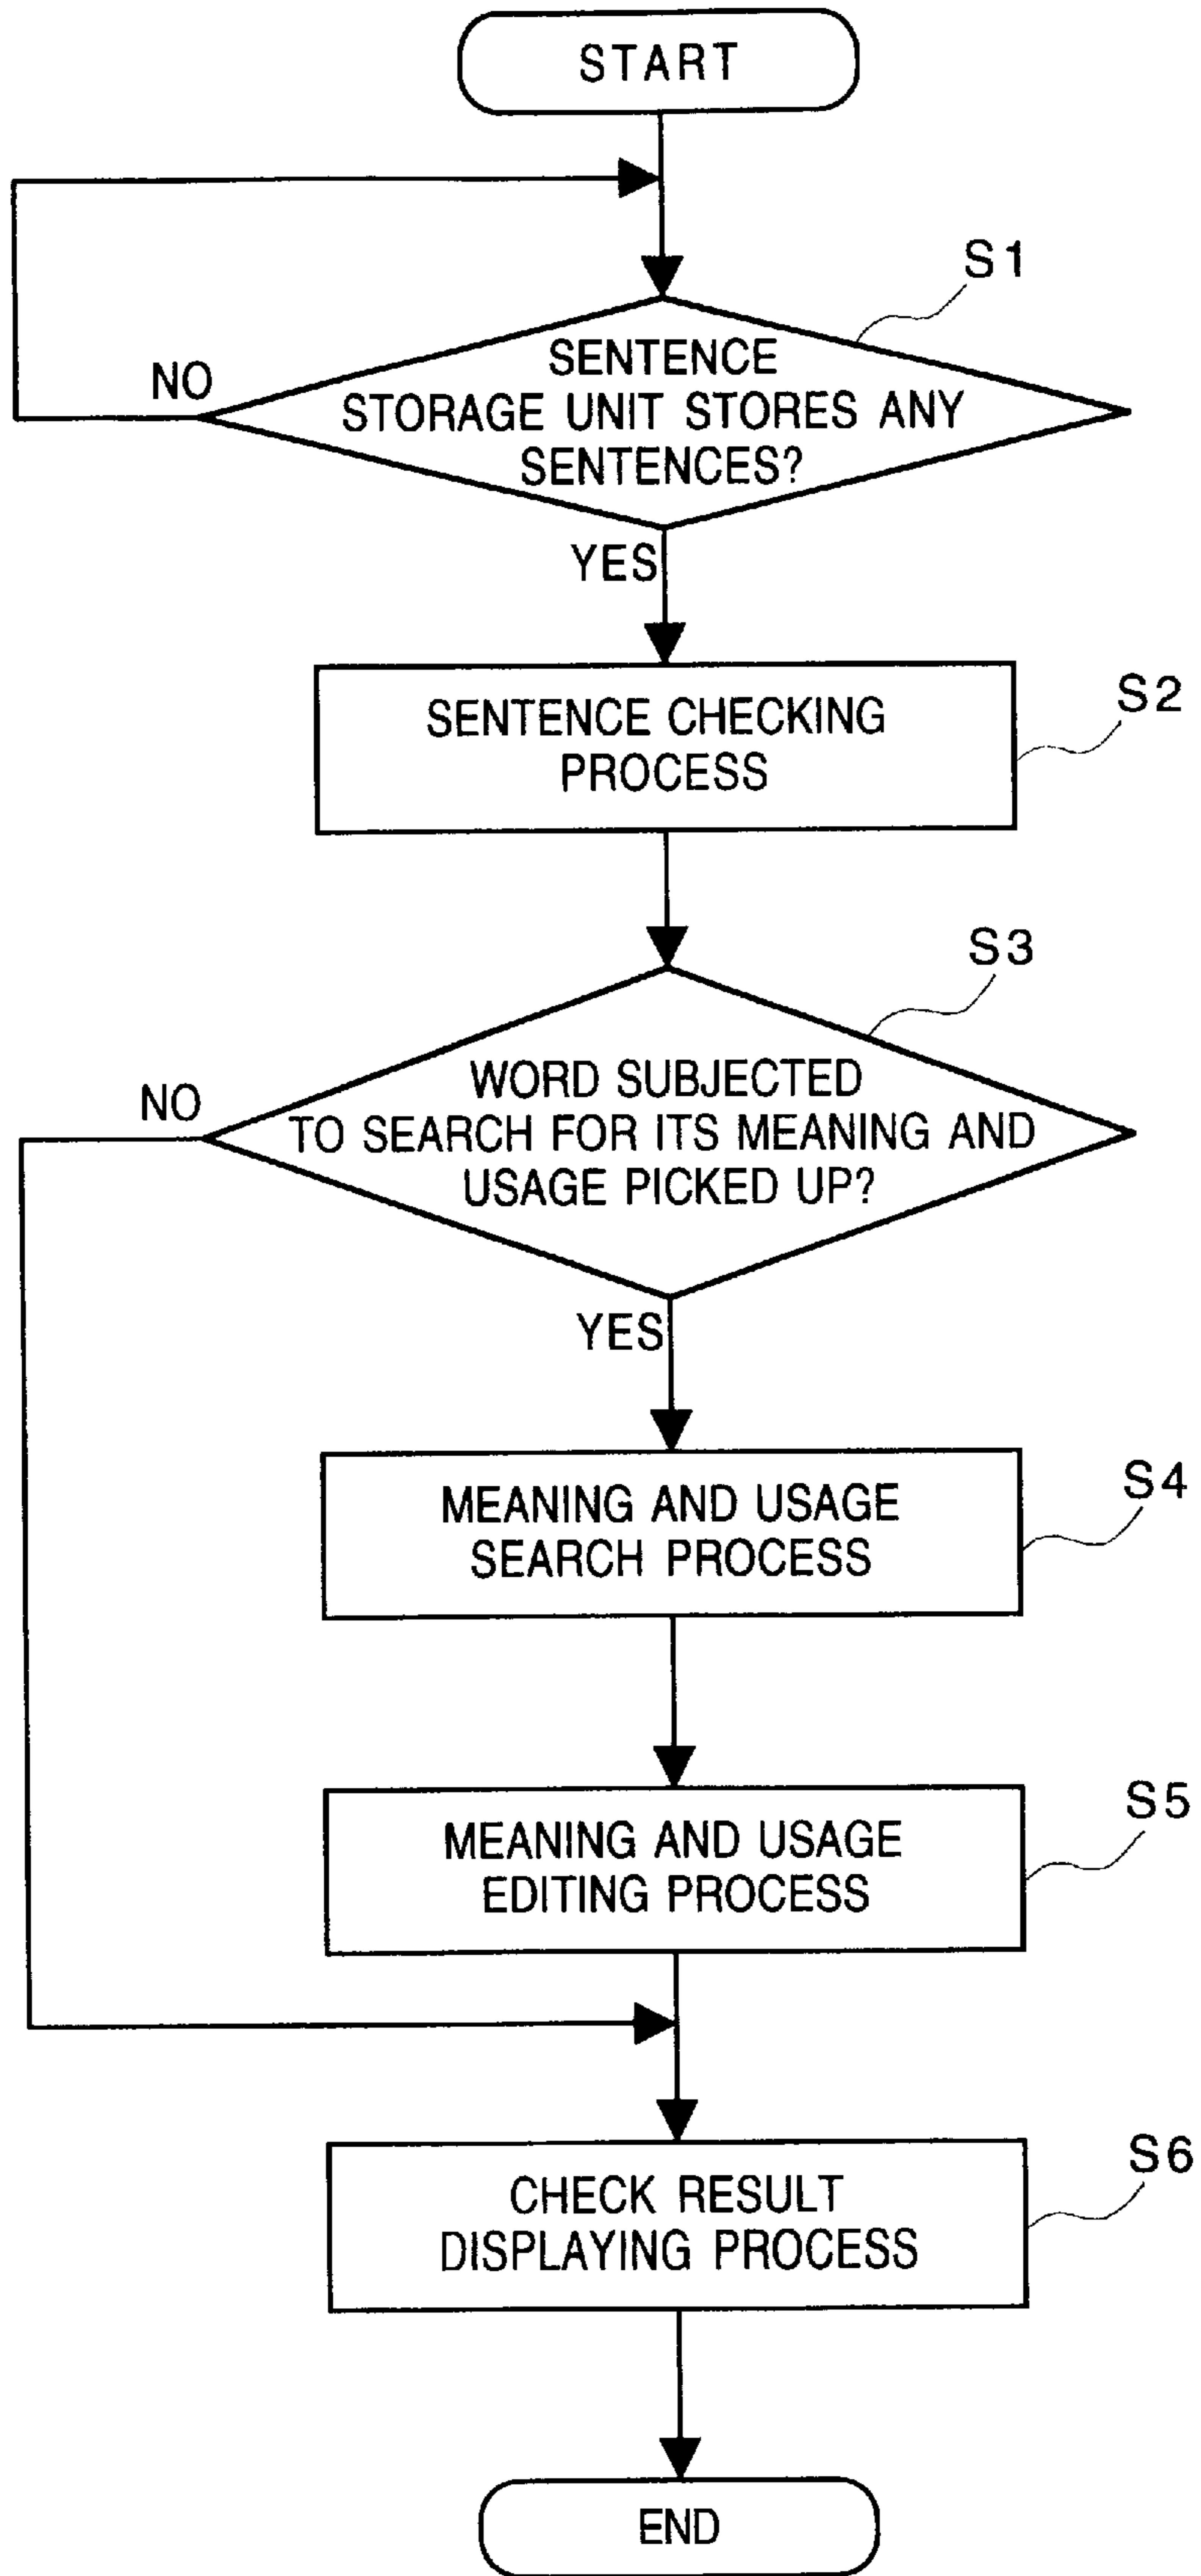 START
S1
SENTENCE
NO
STORAGE UNIT STORES ANY
SENTENCES?
YES
S2
SENTENCE CHECKING
PROCESS
S3
WORD SUBJECTED
NO
TO SEARCH FOR ITS MEANING AND
USAGE PICKED UP?
YES
S4
MEANING AND USAGE
SEARCH PROCESS
S5
MEANING AND USAGE
EDITING PROCESS
S6
CHECK RESULT
DISPLAYING PROCESS
END